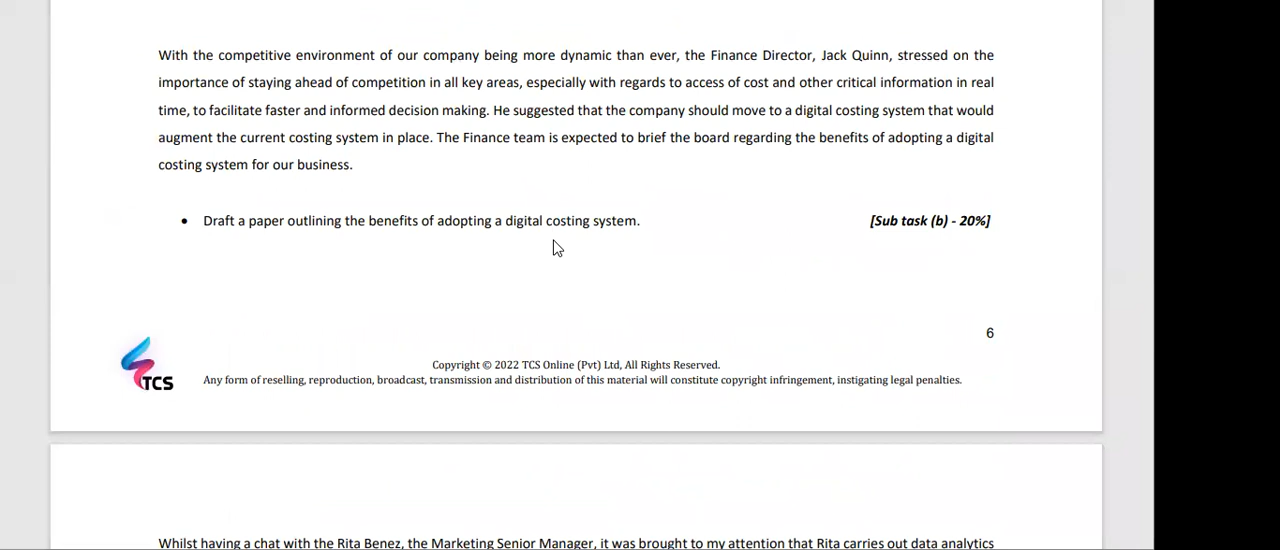 With the competitive environment of our company being more dynamic than ever, the Finance Director, Jack Quinn, stressed on the
importance of staying ahead of competition in all key areas, especially with regards to access of cost and other critical information in real
time, to facilitate faster and informed decision making. He suggested that the company should move to a digital costing system that would
augment the current costing system in place. The Finance team is expected to brief the board regarding the benefits of adopting a digital
costing system for our business.
• Draft a paper outlining the benefits of adopting a digital costing system. [Sub task (b) - 20%]
6
TCS
Copyright © 2022 TCS Online (Pvt) Ltd, All Rights Reserved.
Any form of reselling, reproduction, broadcast, transmission and distribution of this material will constitute copyright infringement, instigating legal penalties.
Whilst having a chat with the Rita Benez, the Marketing Senior Manager, it was brought to my attention that Rita carries out data analytics